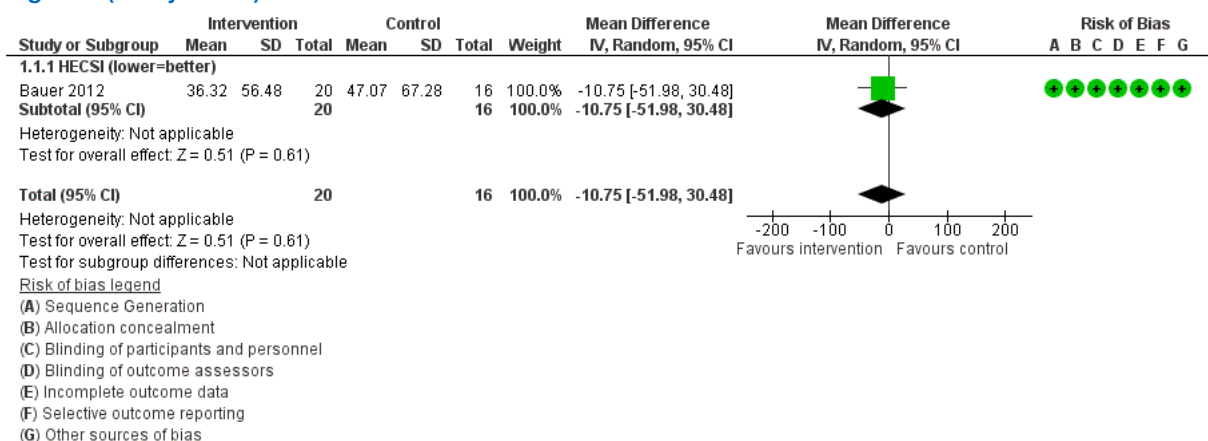 Intervention Control Mean Difference Mean Difference Risk of Bias
Study or Subgroup Mean SD Total Mean SD Total Weight IV, Random, 95% CI IV, Random, 95% CI A B C D E F G
1.1.1 HECSI (lower=better)
Bauer 2012 36.32 56.48 20 47.07 67.28 16 100.0% -10.75 [-51.98, 30.48] + + + + + + +
Subtotal (95% CI) 20 16 100.0% -10.75 [-51.98, 30.48]
Heterogeneity: Not applicable
Test for overall effect: Z = 0.51 (P = 0.61)
Total (95% CI) 20 16 100.0% -10.75 [-51.98, 30.48]
Heterogeneity: Not applicable
Test for overall effect: Z = 0.51 (P = 0.61)
Test for subgroup differences: Not applicable
-200 -100 0 100 200
Favours intervention Favours control
Risk of bias legend
(A) Sequence Generation
(B) Allocation concealment
(C) Blinding of participants and personnel
(D) Blinding of outcome assessors
(E) Incomplete outcome data
(F) Selective outcome reporting
(G) Other sources of bias